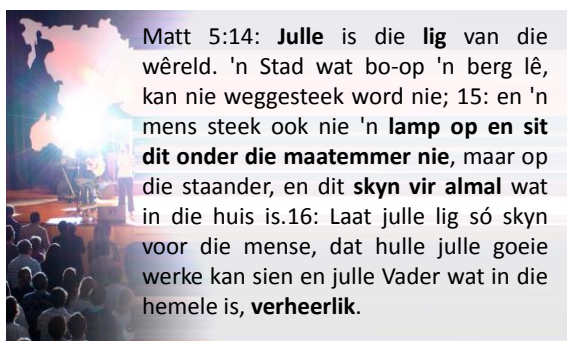 Matt 5:14: Julle is die lig van die
wêreld. 'n Stad wat bo-op 'n berg lê,
kan nie weggesteek word nie; 15: en 'n
mens steek ook nie 'n lamp op en sit
dit onder die maatemmer nie, maar op
die staander, en dit skyn vir almal wat
in die huis is.16: Laat julle lig só skyn
voor die mense, dat hulle julle goeie
werke kan sien en julle Vader wat in die
hemele is, verheerlik.